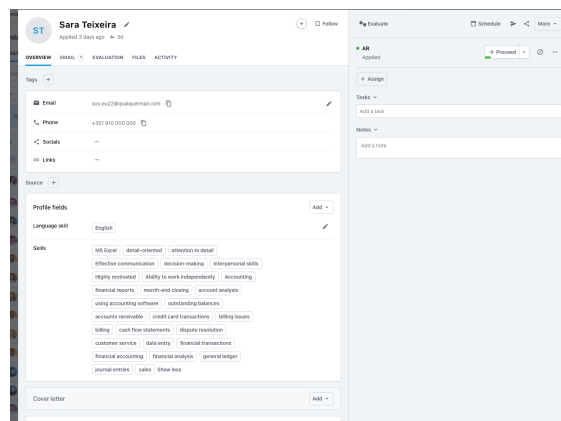 ST
Sara Teixeira
Applied 3 days ago 3d
Follow
OVERVIEW EMAIL 1 EVALUATION FILES ACTIVITY
Tags +
Email sou.eu22@qualquermail.com
Phone +351 910 000 000
Socials —
Links —
Source +
Profile fields Add
Language skill English
Skills MS Excel detail-oriented attention to detail
Effective communication decision-making interpersonal skills
Highly motivated Ability to work independently Accounting
financial reports month-end closing account analysis
using accounting software outstanding balances
accounts receivable credit card transactions billing issues
billing cash flow statements dispute resolution
customer service data entry financial transactions
financial accounting financial analysis general ledger
journal entries sales Show less
Cover letter Add
Evaluate Schedule More
AR
Applied
Proceed
+ Assign
Tasks
Add a task
Notes
Add a note